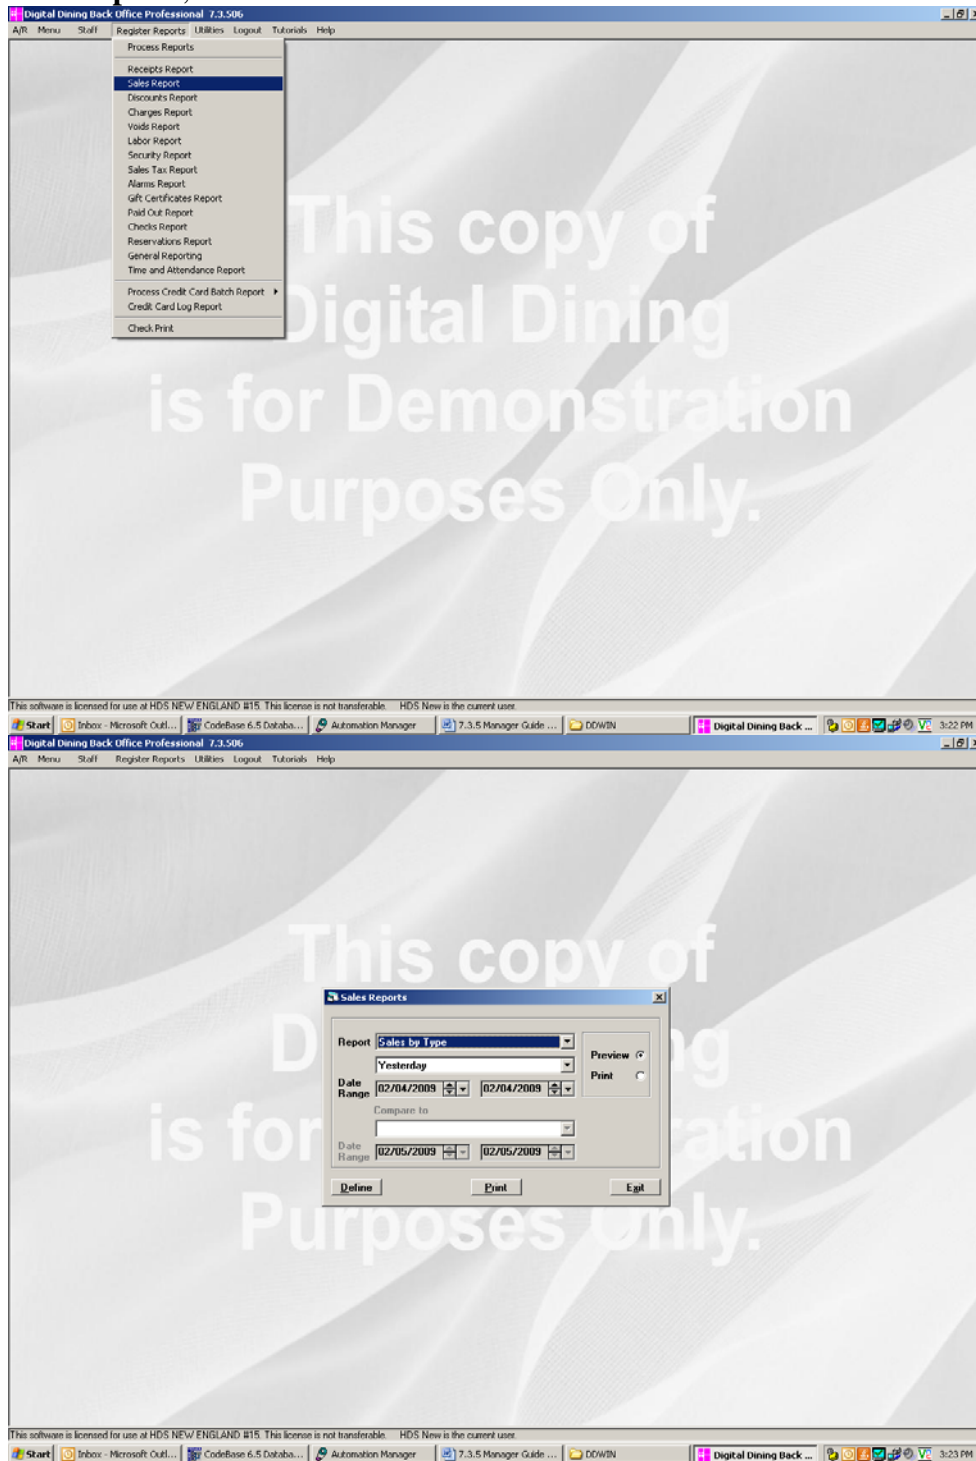 Digital Dining Back Office Professional 7.3.506
A/R Menu Staff Register Reports Utilities Logout Tutorials Help
Process Reports
Receipts Report
Sales Report
Discounts Report
Charges Report
Voids Report
Labor Report
Security Report
Sales Tax Report
Alarms Report
Gift Certificates Report
Paid Out Report
Checks Report
Reservations Report
General Reporting
Time and Attendance Report
Process Credit Card Batch Report
Credit Card Log Report
Check Print
This copy of
Digital Dining
is for Demonstration
Purposes Only.
This software is licensed for use at HDS NEW ENGLAND #15. This license is not transferable. HDS New is the current user.
Start Inbox - Microsoft Outl... CodeBase 6.5 Databa... Automation Manager 7.3.5 Manager Guide ... DDWIN Digital Dining Back ... 3:22 PM
Digital Dining Back Office Professional 7.3.506
A/R Menu Staff Register Reports Utilities Logout Tutorials Help
This copy of
Sales Reports
Report Sales by Type
Yesterday
Preview
Print
Date Range 02/04/2009 02/04/2009
Compare to
Date Range 02/05/2009 02/05/2009
Define Print Exit
is for
Purposes Only.
This software is licensed for use at HDS NEW ENGLAND #15. This license is not transferable. HDS New is the current user.
Start Inbox - Microsoft Outl... CodeBase 6.5 Databa... Automation Manager 7.3.5 Manager Guide ... DDWIN Digital Dining Back ... 3:23 PM